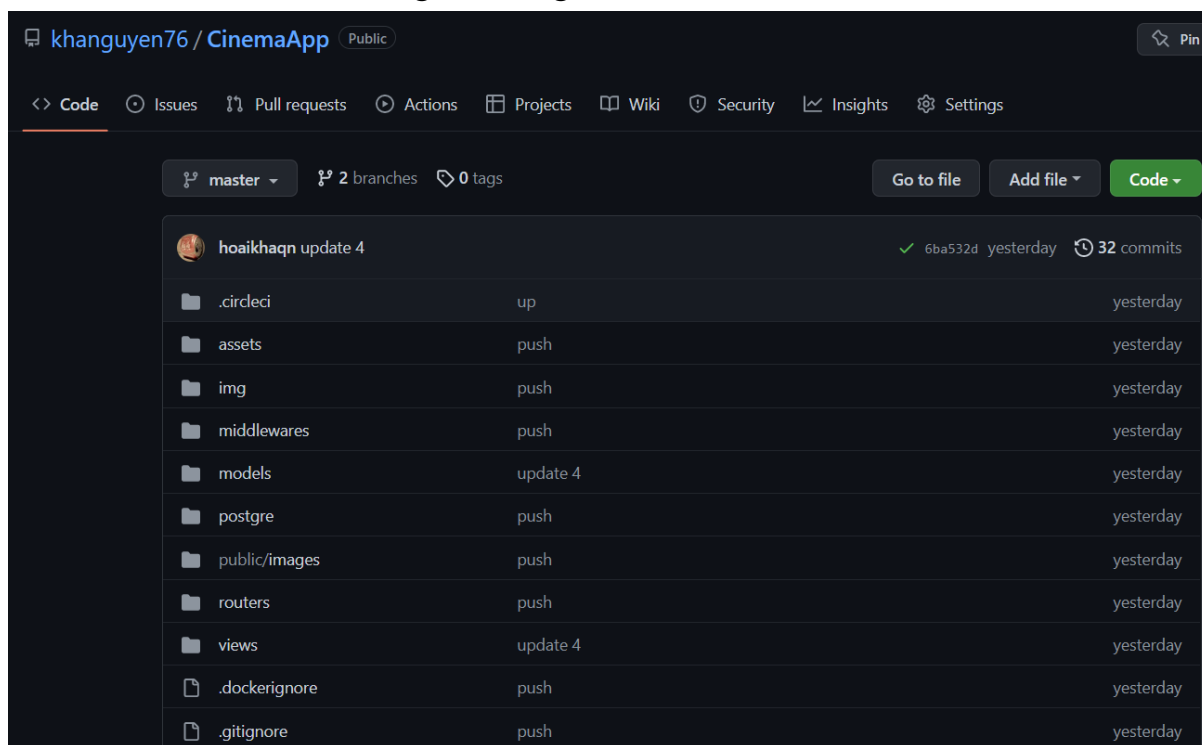 khanguyen76 / CinemaApp Public Pin
Code Issues Pull requests Actions Projects Wiki Security Insights Settings
master 2 branches 0 tags Go to file Add file Code
hoaikhaqn update 4 6ba532d yesterday 32 commits
.circleci up yesterday
assets push yesterday
img push yesterday
middlewares push yesterday
models update 4 yesterday
postgre push yesterday
public/images push yesterday
routers push yesterday
views update 4 yesterday
.dockerignore push yesterday
.gitignore push yesterday